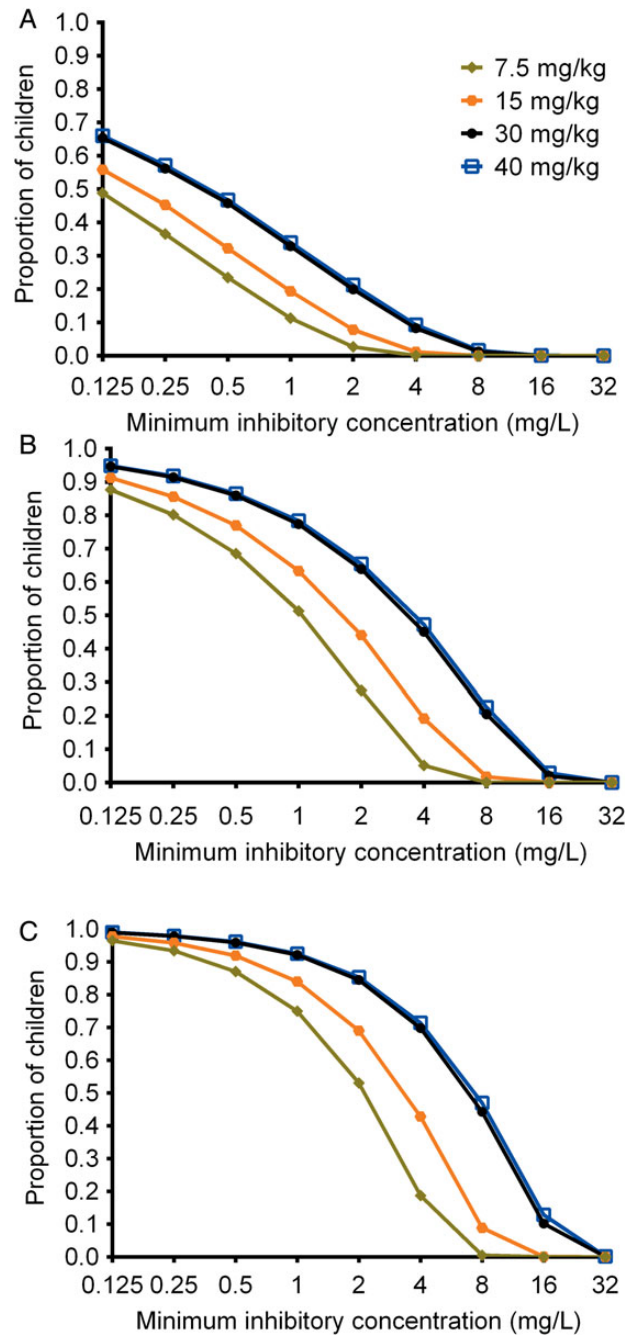 A
1.0
0.9
0.8
0.7
0.6
0.5
0.4
0.3
0.2
0.1
0.0
Proportion of children
7.5 mg/kg
15 mg/kg
30 mg/kg
40 mg/kg
0.125 0.25 0.5 1 2 4 8 16 32
Minimum inhibitory concentration (mg/L)
B
1.0
0.9
0.8
0.7
0.6
0.5
0.4
0.3
0.2
0.1
0.0
Proportion of children
0.125 0.25 0.5 1 2 4 8 16 32
Minimum inhibitory concentration (mg/L)
C
1.0
0.9
0.8
0.7
0.6
0.5
0.4
0.3
0.2
0.1
0.0
Proportion of children
0.125 0.25 0.5 1 2 4 8 16 32
Minimum inhibitory concentration (mg/L)